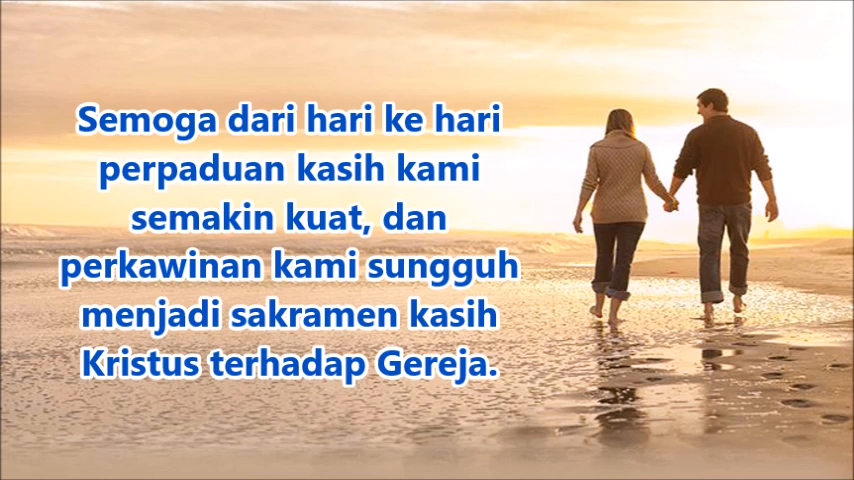 Semoga dari hari ke hari
perpaduan kasih kami
semakin kuat, dan
perkawinan kami sungguh
menjadi sakramen kasih
Kristus terhadap Gereja.